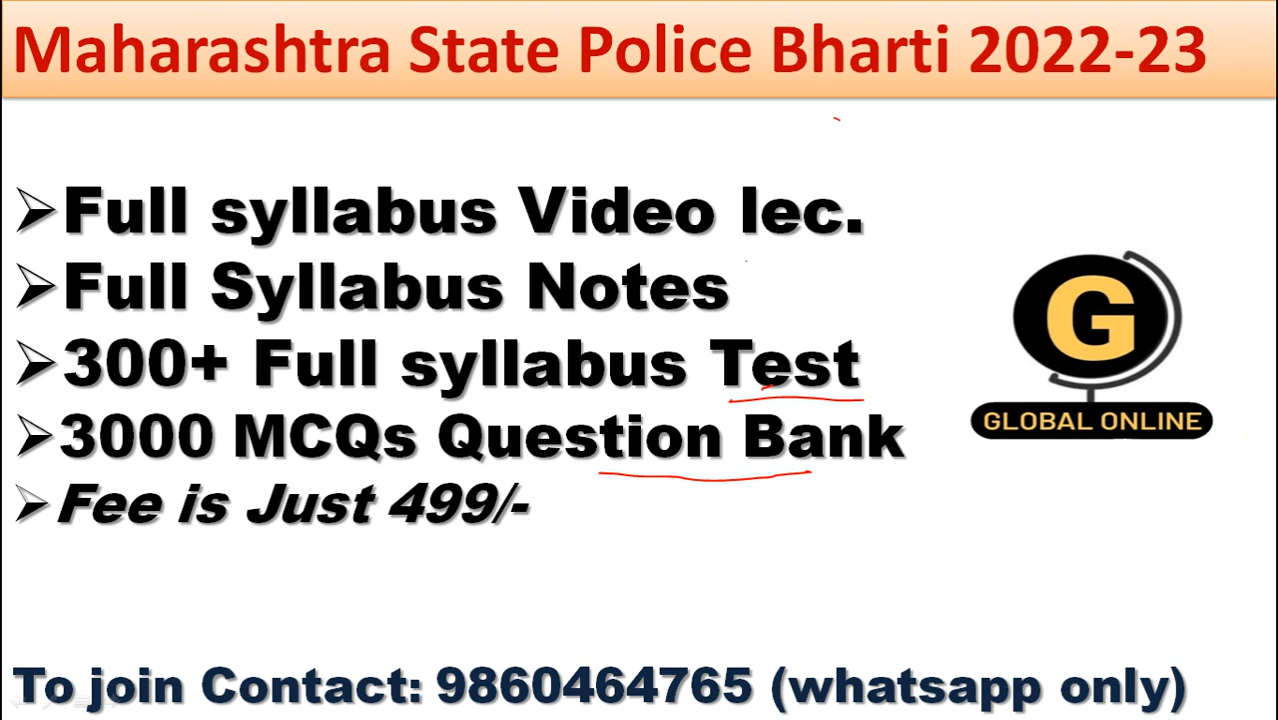 Maharashtra State Police Bharti 2022-23
➢Full syllabus Video lec.
➢Full Syllabus Notes
➢300+ Full syllabus Test
➢3000 MCQs Question Bank
➢Fee is Just 499/-
G
GLOBAL ONLINE
To join Contact: 9860464765 (whatsapp only)